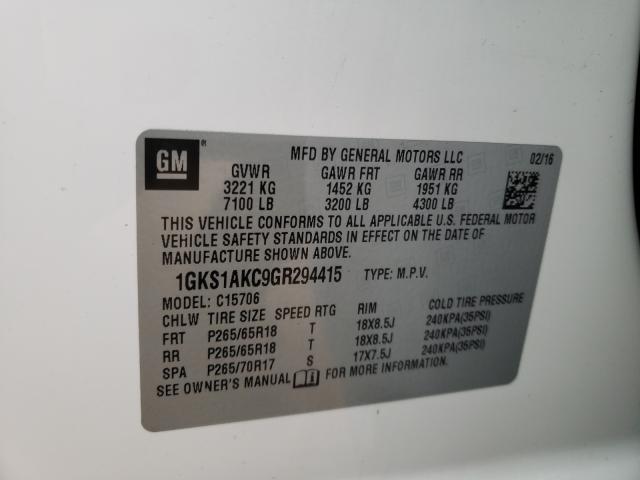 GM ®
MFD BY GENERAL MOTORS LLC 02/16
GVWR GAWR FRT GAWR RR
3221 KG 1452 KG 1951 KG
7100 LB 3200 LB 4300 LB
THIS VEHICLE CONFORMS TO ALL APPLICABLE U.S. FEDERAL MOTOR
VEHICLE SAFETY STANDARDS IN EFFECT ON THE DATE OF
MANUFACTURE SHOWN ABOVE.
1GKS1AKC9GR294415 TYPE: M.P.V.
MODEL: C15706
CHLW TIRE SIZE SPEED RTG RIM COLD TIRE PRESSURE
FRT P265/65R18 T 18X8.5J 240KPA(35PSI)
RR P265/65R18 T 18X8.5J 240KPA(35PSI)
SPA P265/70R17 S 17X7.5J 240KPA(35PSI)
SEE OWNER'S MANUAL FOR MORE INFORMATION.